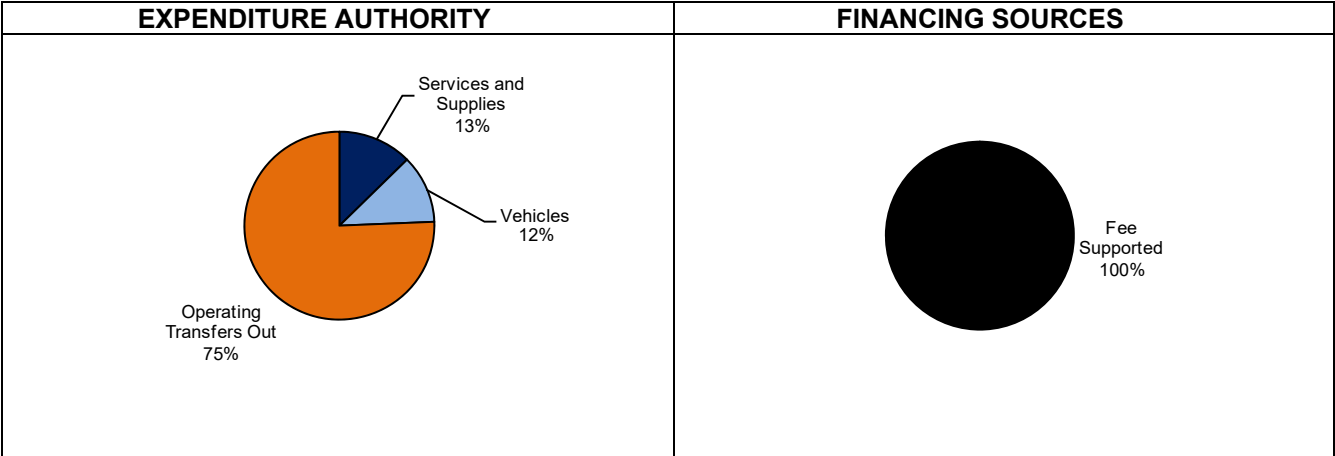 EXPENDITURE AUTHORITY
Services and
Supplies
13%
Vehicles
12%
Operating
Transfers Out
75%
FINANCING SOURCES
Fee
Supported
100%